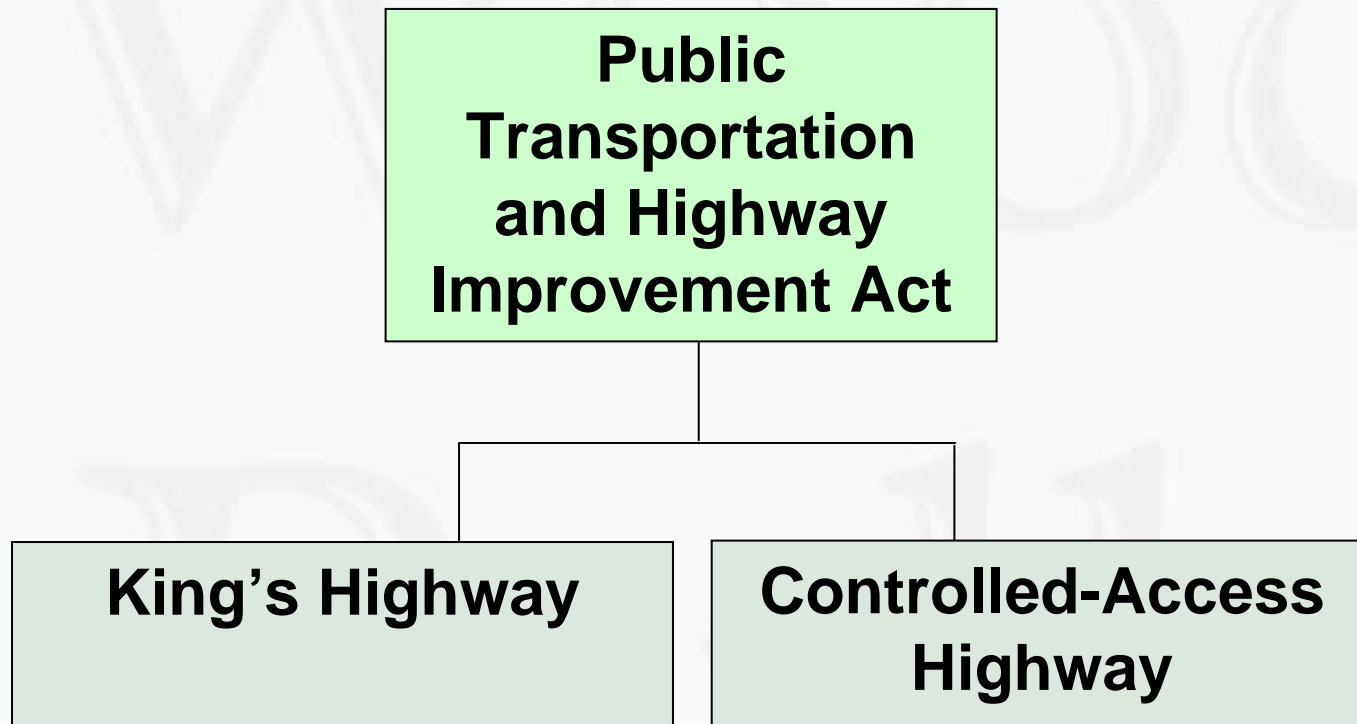 Public
Transportation
and Highway
Improvement Act
King’s Highway
Controlled-Access
Highway